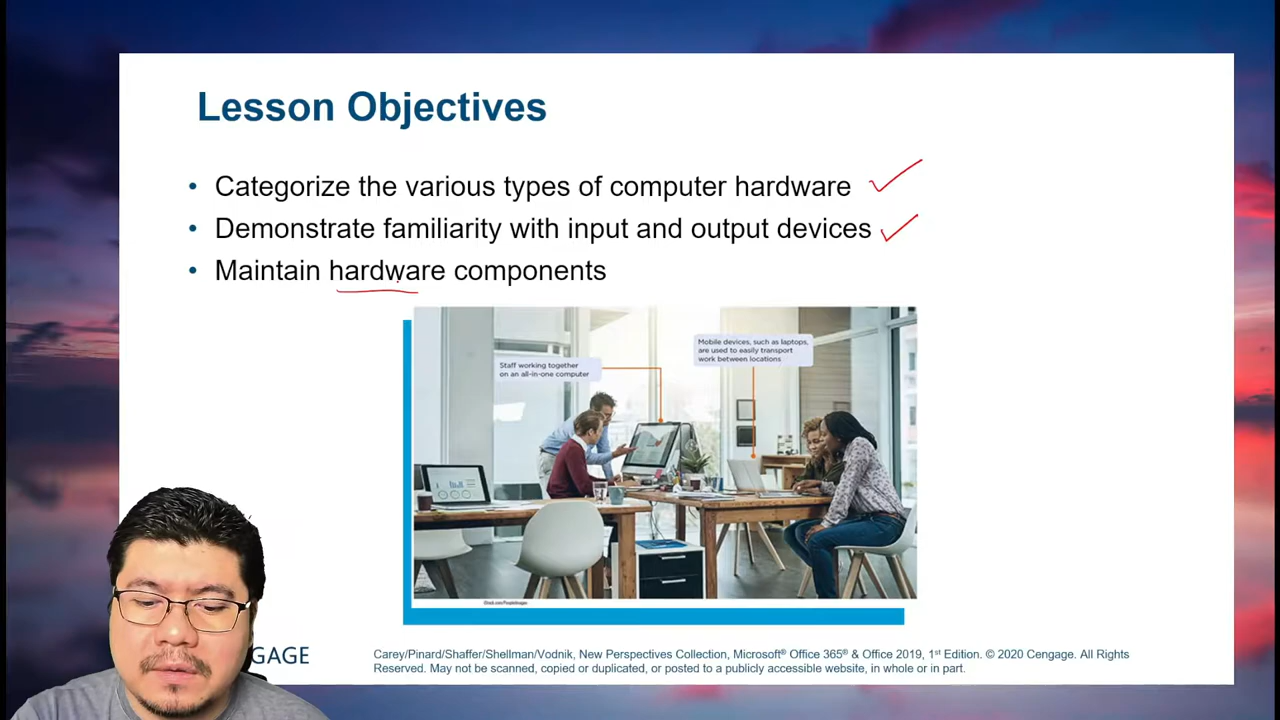 Lesson Objectives
• Categorize the various types of computer hardware
• Demonstrate familiarity with input and output devices
• Maintain hardware components
Staff working together
on an all-in-one computer
Mobile devices, such as laptops,
are used to easily transport
work between locations
iStock.com/PeopleImages
GAGE
Carey/Pinard/Shaffer/Shellman/Vodnik, New Perspectives Collection, Microsoft® Office 365® & Office 2019, 1st Edition. © 2020 Cengage. All Rights
Reserved. May not be scanned, copied or duplicated, or posted to a publicly accessible website, in whole or in part.